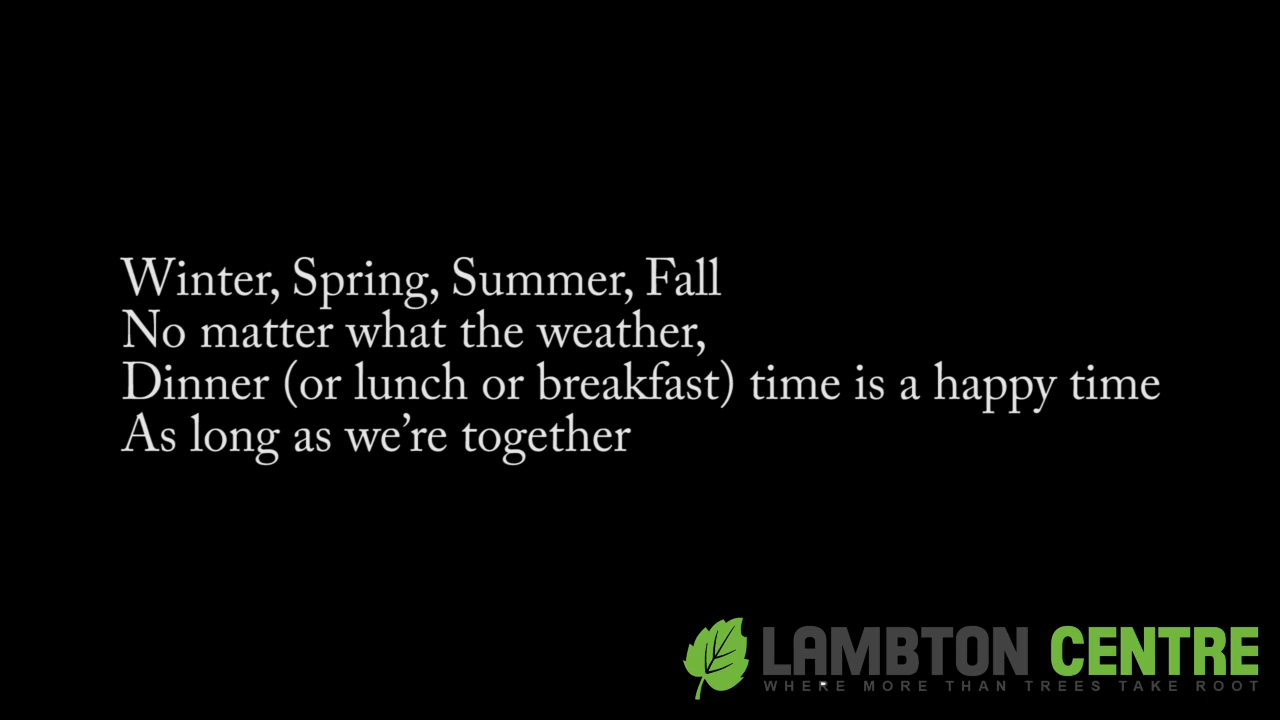 Winter, Spring, Summer, Fall
No matter what the weather,
Dinner (or lunch or breakfast) time is a happy time
As long as we’re together
LAMBTON CENTRE
WHERE MORE THAN TREES TAKE ROOT